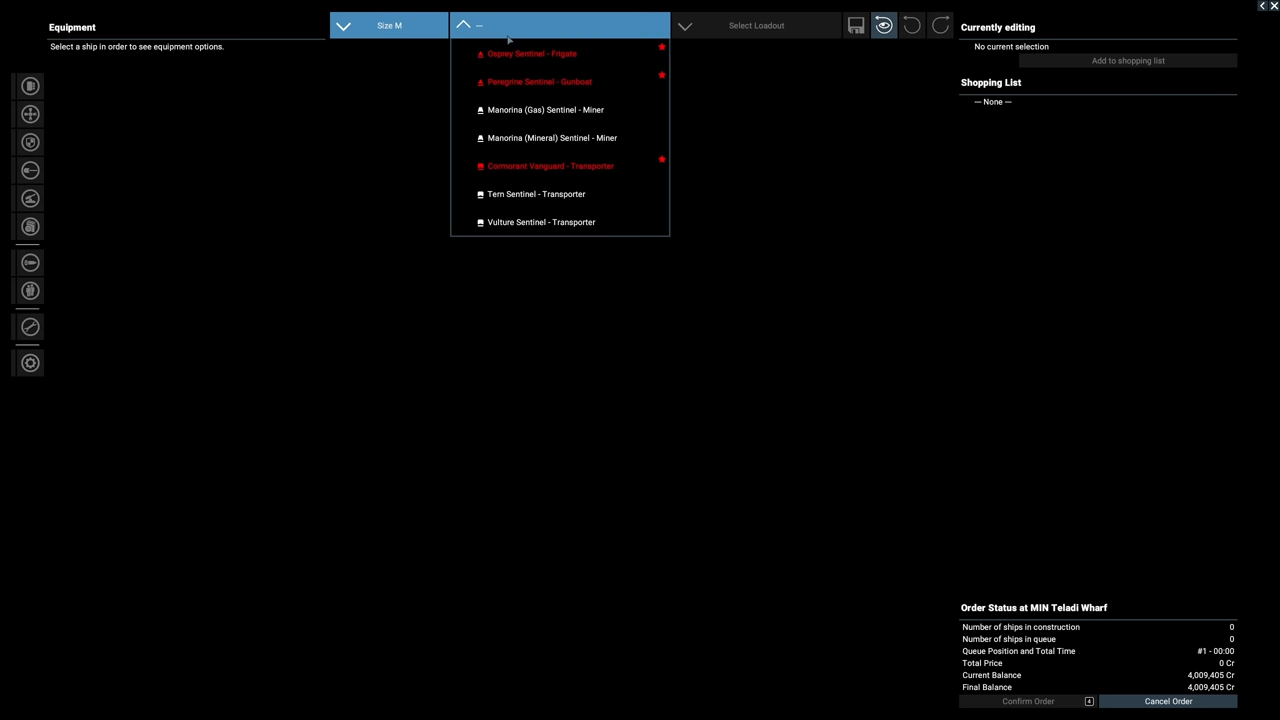 Equipment
Select a ship in order to see equipment options.
Size M
—
Select Loadout
Osprey Sentinel - Frigate
Peregrine Sentinel - Gunboat
Manorina (Gas) Sentinel - Miner
Manorina (Mineral) Sentinel - Miner
Cormorant Vanguard - Transporter
Tern Sentinel - Transporter
Vulture Sentinel - Transporter
Currently editing
No current selection
Add to shopping list
Shopping List
— None —
Order Status at MIN Teladi Wharf
Number of ships in construction 0
Number of ships in queue 0
Queue Position and Total Time #1 - 00:00
Total Price 0 Cr
Current Balance 4,009,405 Cr
Final Balance 4,009,405 Cr
Confirm Order 4
Cancel Order